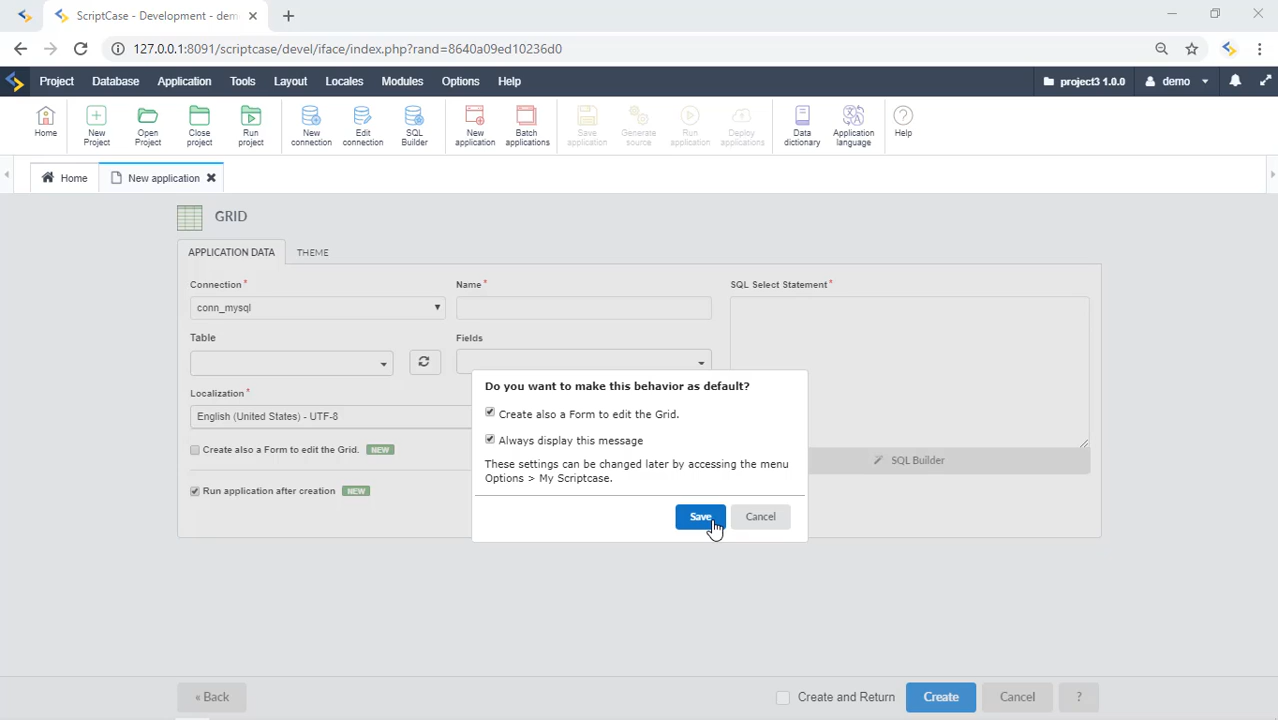 ScriptCase - Development - dem
127.0.0.1:8091/scriptcase/devel/iface/index.php?rand=8640a09ed10236d0
Project Database Application Tools Layout Locales Modules Options Help project3 1.0.0 demo
Home New Project Open Project Close project Run project New connection Edit connection SQL Builder New application Batch applications Save application Generate source Run application Deploy applications Data dictionary Application language Help
Home New application
GRID
APPLICATION DATA THEME
Connection * Name * SQL Select Statement *
conn_mysql
Table Fields
Localization *
English (United States) - UTF-8
Create also a Form to edit the Grid. NEW
Run application after creation NEW
SQL Builder
Do you want to make this behavior as default?
Create also a Form to edit the Grid.
Always display this message
These settings can be changed later by accessing the menu
Options > My Scriptcase.
Save Cancel
« Back Create and Return Create Cancel ?